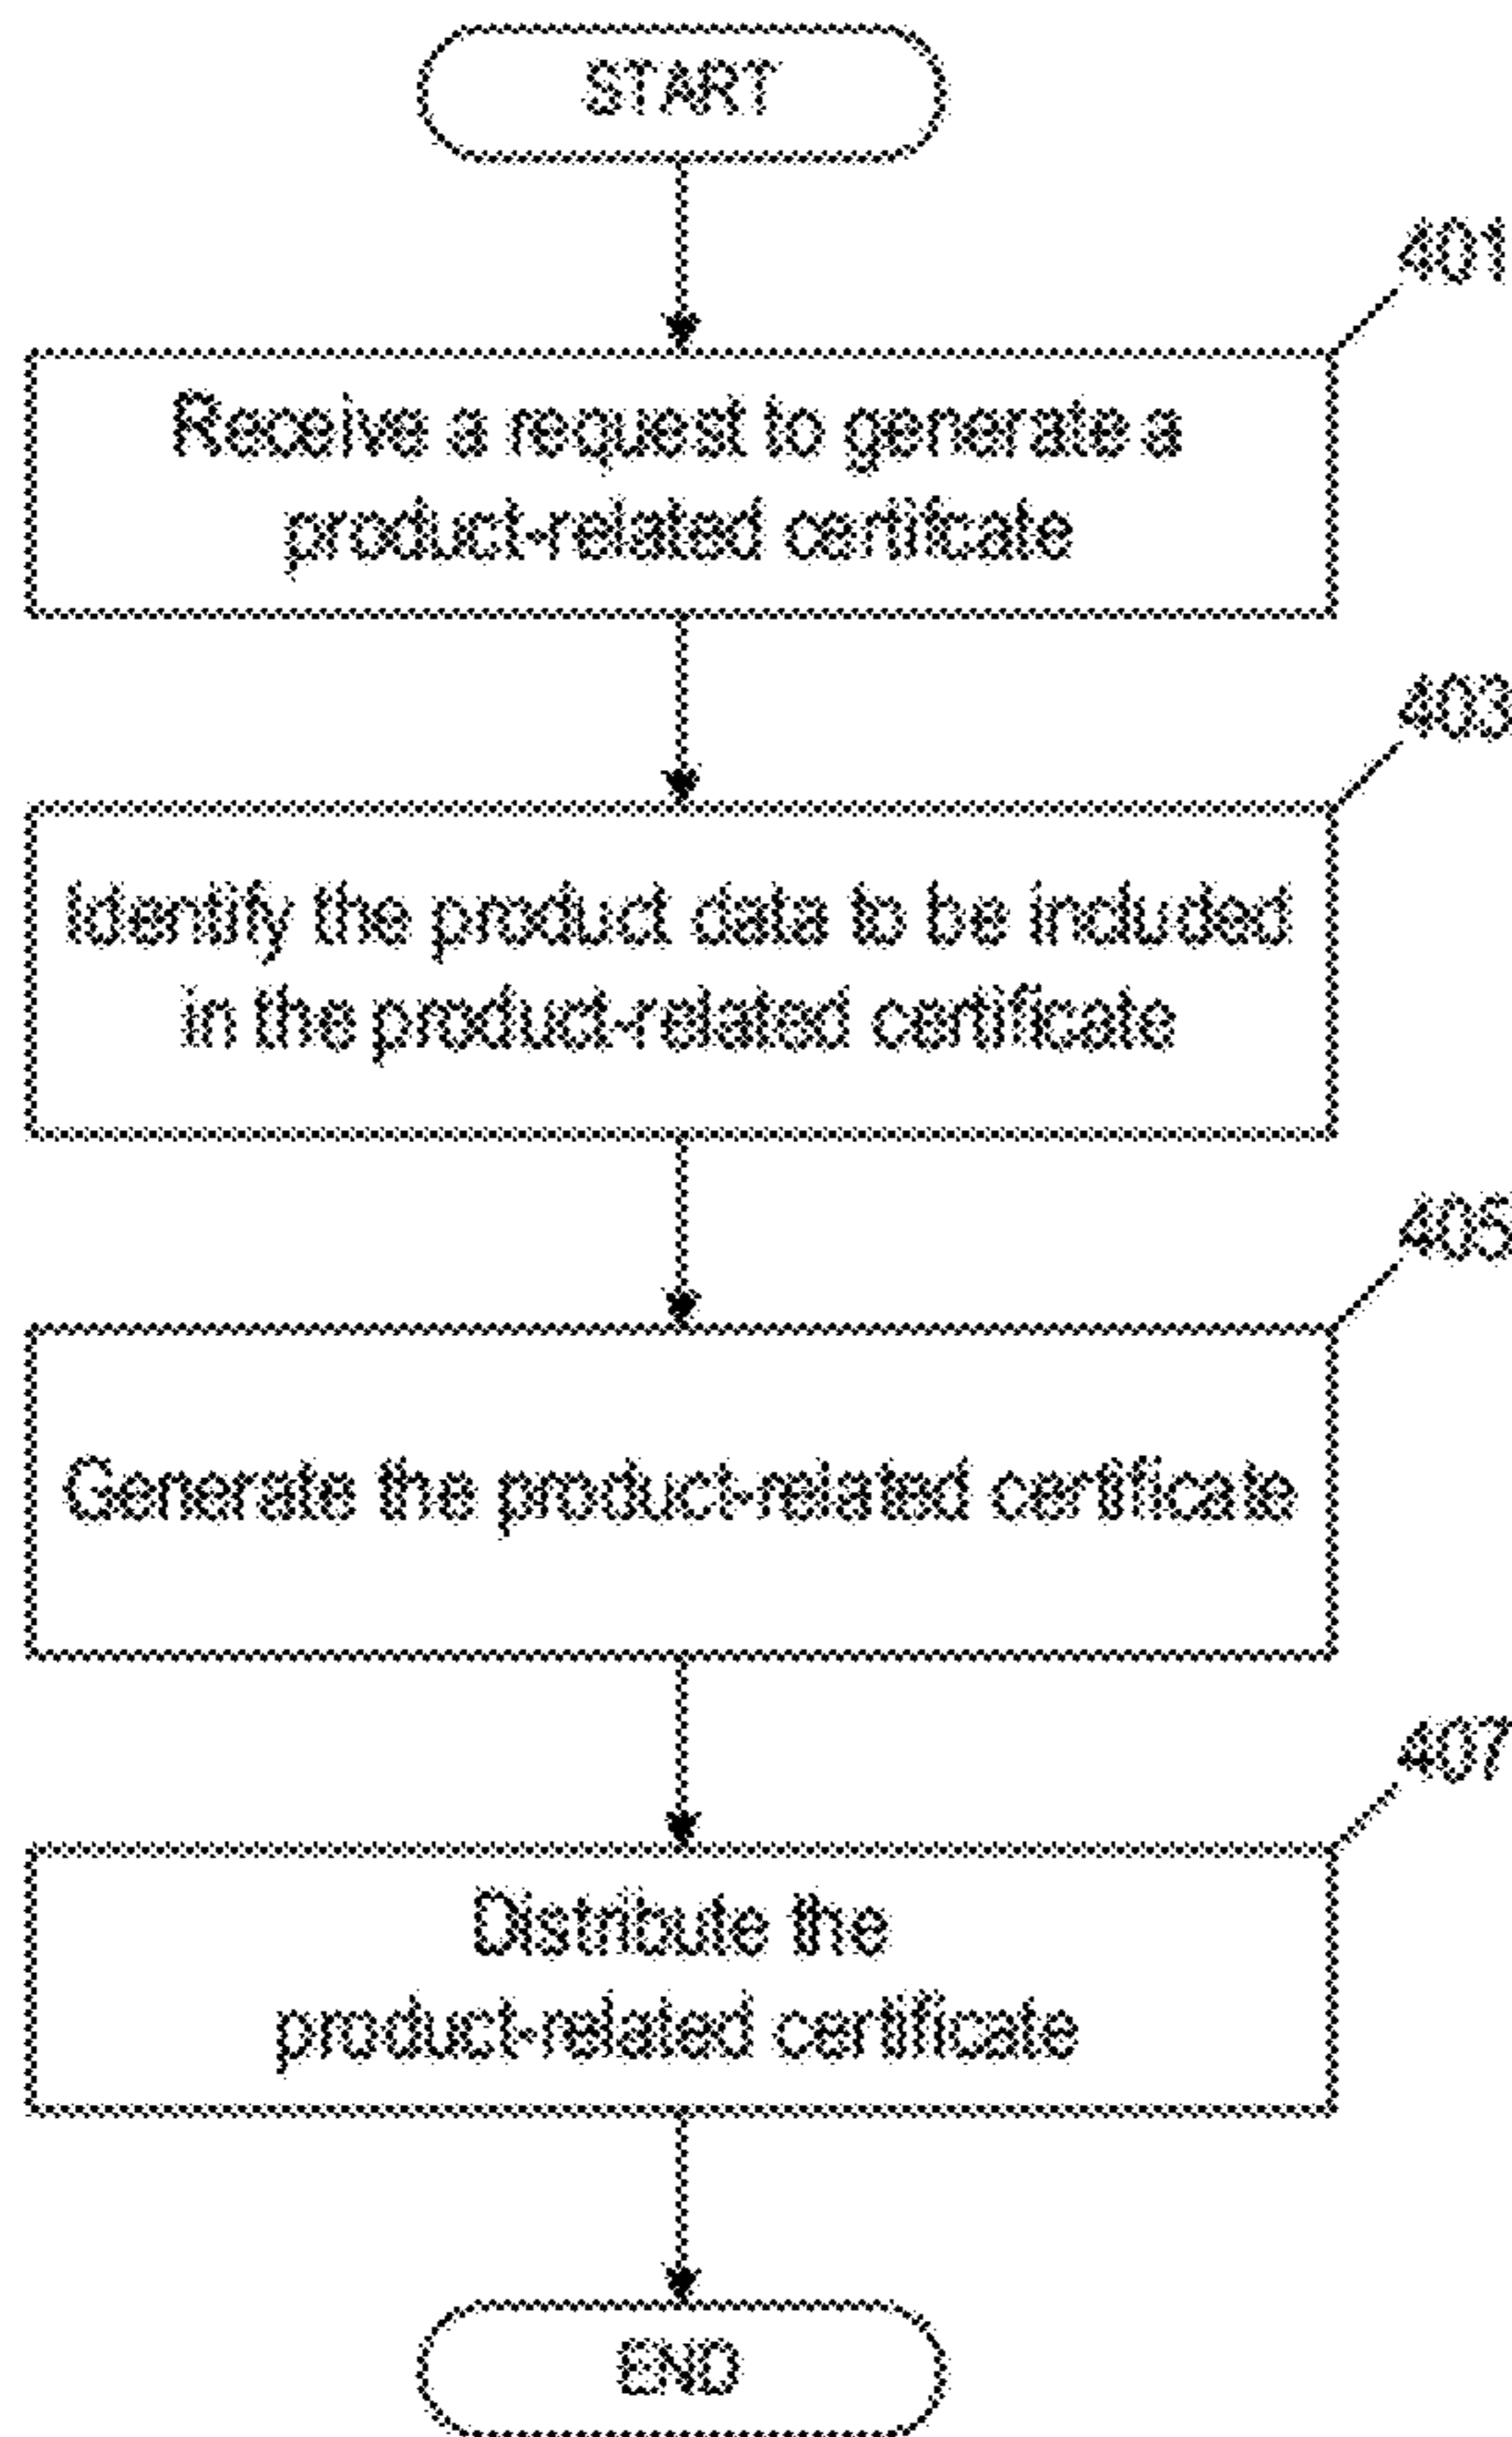 START
401
Receive a request to generate a
product-related certifcate
403
Identify the product data to be included
in the product-related certificate
405
Generate the product-related certificate
407
Distribute the
product-related certificate
END